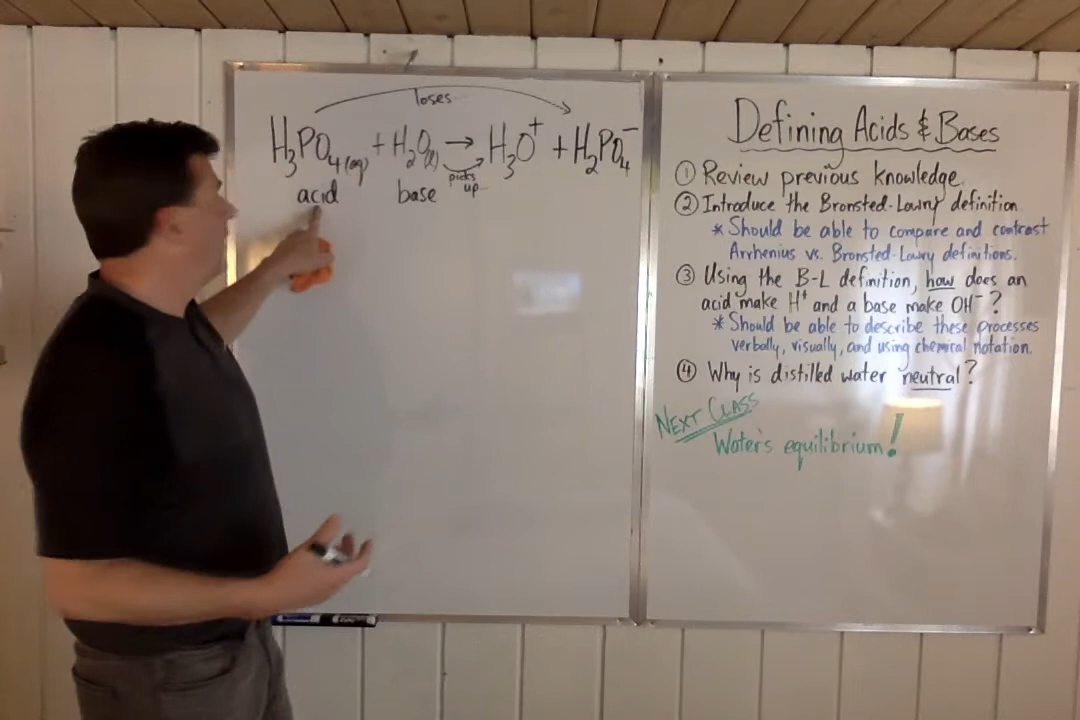 loses
H₃PO₄(aq) + H₂O(l) → H₃O⁺ + H₂PO₄⁻
picks
up
acid base
Defining Acids & Bases
① Review previous knowledge
② Introduce the Bronsted-Lowry definition
* Should be able to compare and contrast
Arrhenius vs. Bronsted-Lowry definitions.
③ Using the B-L definition, how does an
acid make H⁺ and a base make OH⁻?
* Should be able to describe these processes
verbally, visually, and using chemical notation.
④ Why is distilled water neutral?
NEXT CLASS
Water's equilibrium!